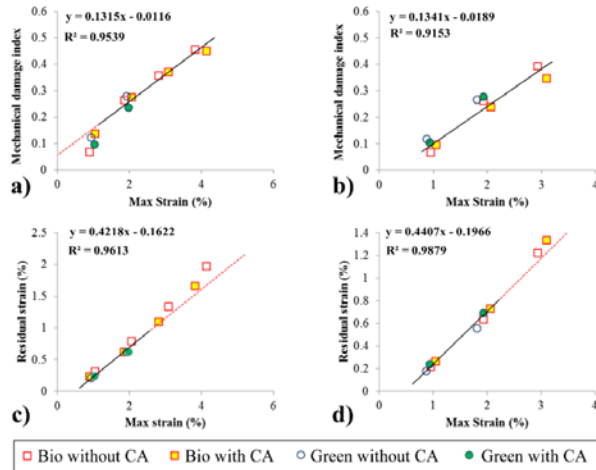 y = 0.1315x - 0.0116
R² = 0.9539
0.6
0.5
0.4
0.3
0.2
0.1
0
0 2 4 6
Mechanical damage index
Max Strain (%)
a)
y = 0.1341x - 0.0189
R² = 0.9153
0.6
0.5
0.4
0.3
0.2
0.1
0
0 1 2 3 4
Mechanical damage index
Max Strain (%)
b)
y = 0.4218x - 0.1622
R² = 0.9613
2.5
2
1.5
1
0.5
0
0 2 4 6
Residual strain (%)
Max strain (%)
c)
y = 0.4407x - 0.1966
R² = 0.9879
1.4
1.2
1
0.8
0.6
0.4
0.2
0
0 1 2 3 4
Residual strain (%)
Max Strain (%)
d)
Bio without CA Bio with CA Green without CA Green with CA